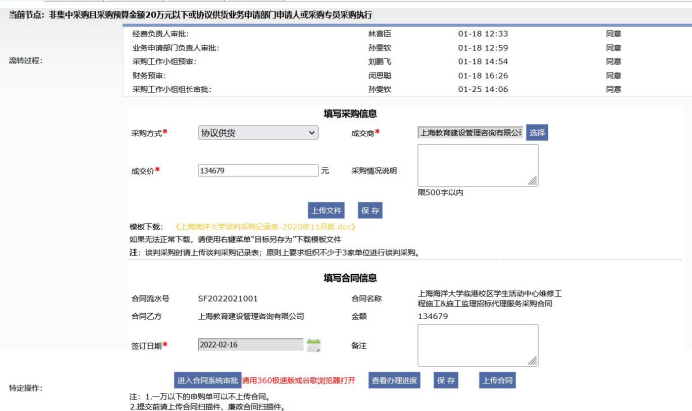 当前节点：非集中采购且采购预算金额20万元以下或协议供货业务申请部门申请人或采购专员采购执行
流转过程：
经费负责人审批： 林喜臣 01-18 12:33 同意
业务申请部门负责人审批： 孙雯钦 01-18 12:59 同意
采购工作小组预审： 刘鹏飞 01-18 14:54 同意
财务预审： 闵思聪 01-18 16:26 同意
采购工作小组组长审批： 孙雯钦 01-25 14:06 同意
填写采购信息
采购方式* 协议供货 成交商* 上海教育建设管理咨询有限公 选择
成交价* 134679 元 采购情况说明
限500字以内
上传文件 保 存
模板下载： 《上海海洋大学谈判采购记录表-2020年11月版.doc》
如果无法正常下载，请使用右键菜单"目标另存为"下载模板文件
注：谈判采购时请上传谈判采购记录表；原则上要求组织不少于3家单位进行谈判采购。
填写合同信息
合同流水号 SF2022021001 合同名称 上海海洋大学临港校区学生活动中心维修工
程施工&施工监理招标代理服务采购合同
合同乙方 上海教育建设管理咨询有限公司 金额 134679
签订日期* 2022-02-16 备注
特定操作：
进入合同系统审批 请用360极速版或谷歌浏览器打开 查看办理进度 保 存 上传合同
注：1.一万以下的申购单可以不上传合同。
2.提交前请上传合同扫描件、廉政合同扫描件。